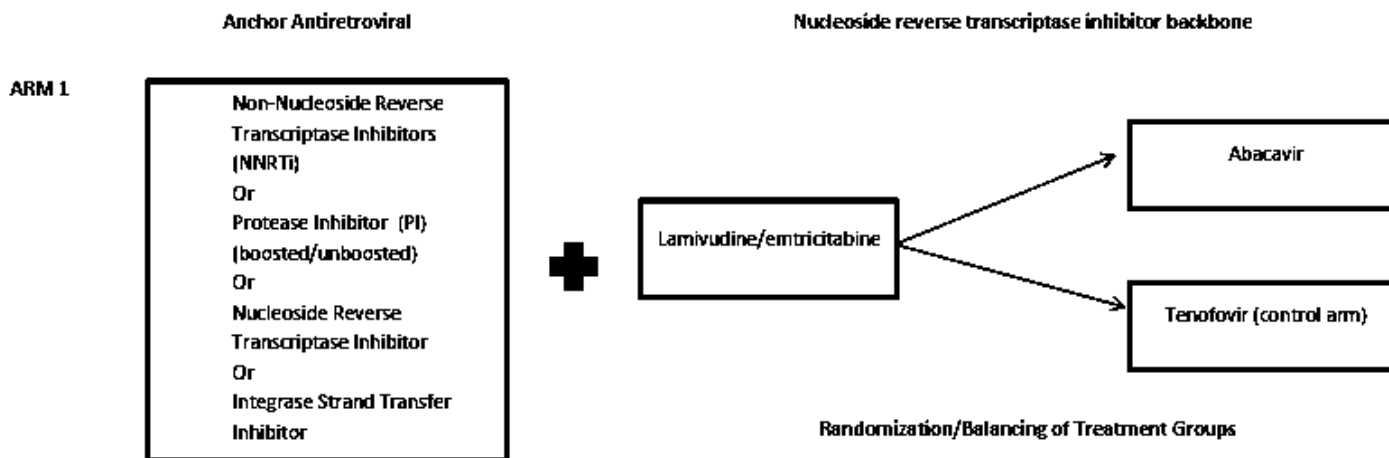 Anchor Antiretroviral
Nucleoside reverse transcriptase inhibitor backbone
ARM 1
Non-Nucleoside Reverse
Transcriptase Inhibitors
(NNRTi)
Or
Protease Inhibitor (PI)
(boosted/unboosted)
Or
Nucleoside Reverse
Transcriptase Inhibitor
Or
Integrase Strand Transfer
Inhibitor
Lamivudine/emtricitabine
Abacavir
Tenofovir (control arm)
Randomization/Balancing of Treatment Groups